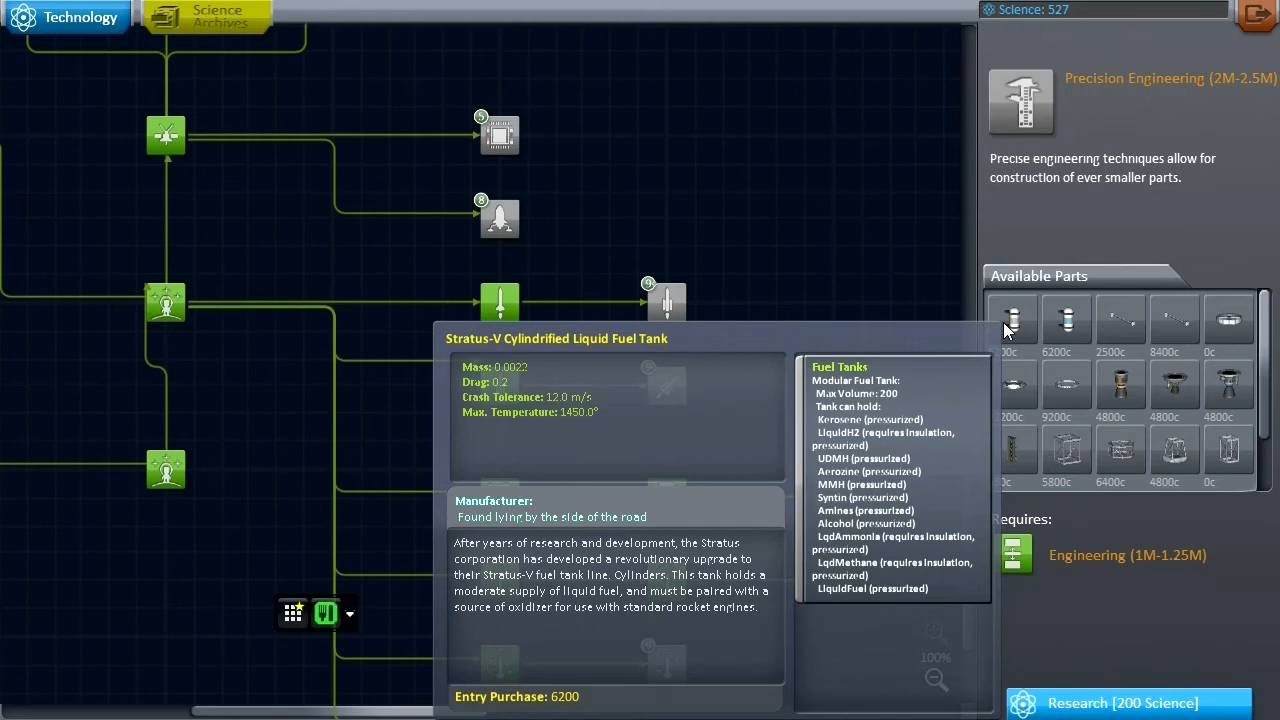 Technology
Science
Archives
Science: 527
Precision Engineering (2M-2.5M)
Precise engineering techniques allow for
construction of ever smaller parts.
5
8
9
Available Parts
6200c 2500c 8400c 0c
7200c 9200c 4800c 4800c 4800c
5800c 6400c 4800c 0c
Requires:
Engineering (1M-1.25M)
Research [200 Science]
Stratus-V Cylindrified Liquid Fuel Tank
Mass: 0.0022
Drag: 0.2
Crash Tolerance: 12.0 m/s
Max. Temperature: 1450.0°
Manufacturer:
Found lying by the side of the road
After years of research and development, the Stratus
corporation has developed a revolutionary upgrade to
their Stratus-V fuel tank line. Cylinders. This tank holds a
moderate supply of liquid fuel, and must be paired with a
source of oxidizer for use with standard rocket engines.
Entry Purchase: 6200
Fuel Tanks
Modular Fuel Tank:
Max Volume: 200
Tank can hold:
Kerosene (pressurized)
LiquidH2 (requires insulation,
pressurized)
UDMH (pressurized)
Aerozine (pressurized)
MMH (pressurized)
Syntin (pressurized)
Amines (pressurized)
Alcohol (pressurized)
LqdAmmonia (requires insulation,
pressurized)
LqdMethane (requires insulation,
pressurized)
LiquidFuel (pressurized)
100%